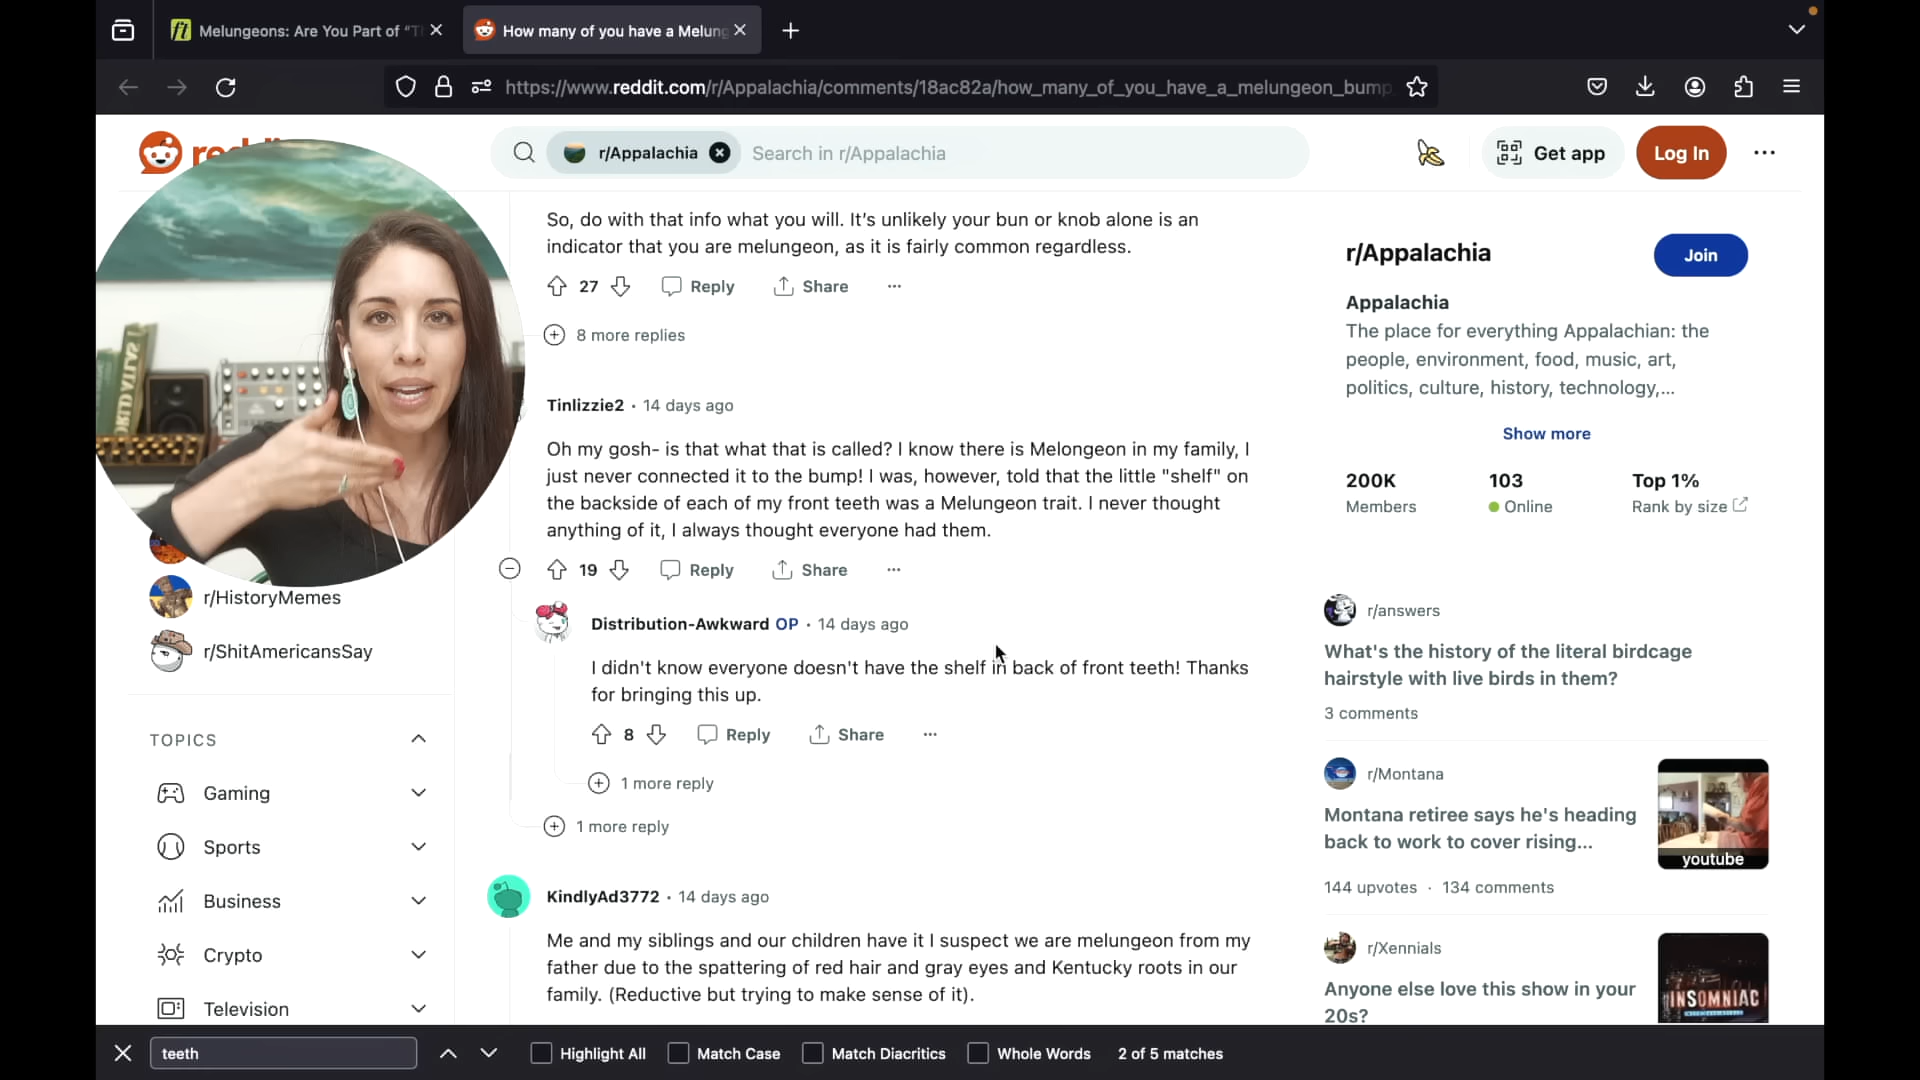 Melungeons: Are You Part of "T
How many of you have a Melung
https://www.reddit.com/r/Appalachia/comments/18ac82a/how_many_of_you_have_a_melungeon_bump
r/Appalachia
Search in r/Appalachia
Get app
Log In
So, do with that info what you will. It's unlikely your bun or knob alone is an
indicator that you are melungeon, as it is fairly common regardless.
27 Reply Share
8 more replies
Tinlizzie2 · 14 days ago
Oh my gosh- is that what that is called? I know there is Melongeon in my family, I
just never connected it to the bump! I was, however, told that the little "shelf" on
the backside of each of my front teeth was a Melungeon trait. I never thought
anything of it, I always thought everyone had them.
19 Reply Share
Distribution-Awkward OP · 14 days ago
I didn't know everyone doesn't have the shelf in back of front teeth! Thanks
for bringing this up.
8 Reply Share
1 more reply
1 more reply
KindlyAd3772 · 14 days ago
Me and my siblings and our children have it I suspect we are melungeon from my
father due to the spattering of red hair and gray eyes and Kentucky roots in our
family. (Reductive but trying to make sense of it).
r/HistoryMemes
r/ShitAmericansSay
TOPICS
Gaming
Sports
Business
Crypto
Television
r/Appalachia
Join
Appalachia
The place for everything Appalachian: the
people, environment, food, music, art,
politics, culture, history, technology,...
Show more
200K 103 Top 1%
Members Online Rank by size
r/answers
What's the history of the literal birdcage
hairstyle with live birds in them?
3 comments
r/Montana
Montana retiree says he's heading
back to work to cover rising...
youtube
144 upvotes · 134 comments
r/Xennials
Anyone else love this show in your
20s?
INSOMNIAC
teeth
Highlight All
Match Case
Match Diacritics
Whole Words
2 of 5 matches